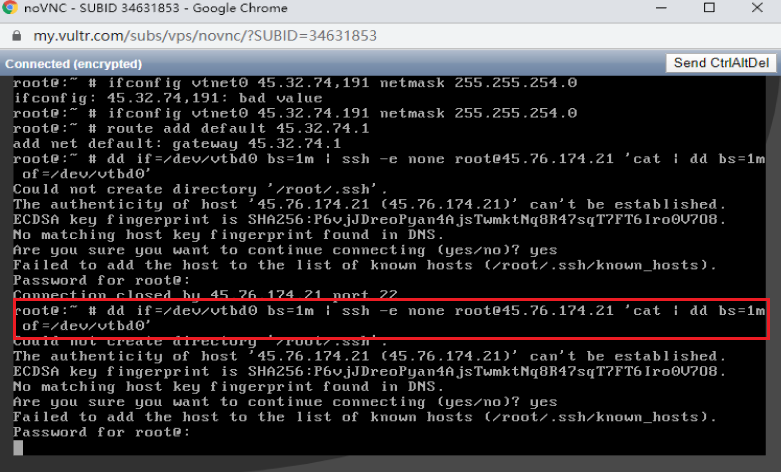 noVNC - SUBID 34631853 - Google Chrome
my.vultr.com/subs/vps/novnc/?SUBID=34631853
Connected (encrypted)
Send CtrlAltDel
root@:~ # ifconfig vtnet0 45.32.74,191 netmask 255.255.254.0
ifconfig: 45.32.74,191: bad value
root@:~ # ifconfig vtnet0 45.32.74.191 netmask 255.255.254.0
root@:~ # route add default 45.32.74.1
add net default: gateway 45.32.74.1
root@:~ # dd if=/dev/vtbd0 bs=1m | ssh -e none root@45.76.174.21 'cat | dd bs=1m
of=/dev/vtbd0'
Could not create directory '/root/.ssh'.
The authenticity of host '45.76.174.21 (45.76.174.21)' can't be established.
ECDSA key fingerprint is SHA256:P6vjJDreoPyan4AjsTwmktNq8R47sqT7FT6Iro0V7O8.
No matching host key fingerprint found in DNS.
Are you sure you want to continue connecting (yes/no)? yes
Failed to add the host to the list of known hosts (/root/.ssh/known_hosts).
Password for root@:
Connection closed by 45.76.174.21 port 22
root@:~ # dd if=/dev/vtbd0 bs=1m | ssh -e none root@45.76.174.21 'cat | dd bs=1m
of=/dev/vtbd0'
Could not create directory '/root/.ssh'.
The authenticity of host '45.76.174.21 (45.76.174.21)' can't be established.
ECDSA key fingerprint is SHA256:P6vjJDreoPyan4AjsTwmktNq8R47sqT7FT6Iro0V7O8.
No matching host key fingerprint found in DNS.
Are you sure you want to continue connecting (yes/no)? yes
Failed to add the host to the list of known hosts (/root/.ssh/known_hosts).
Password for root@: